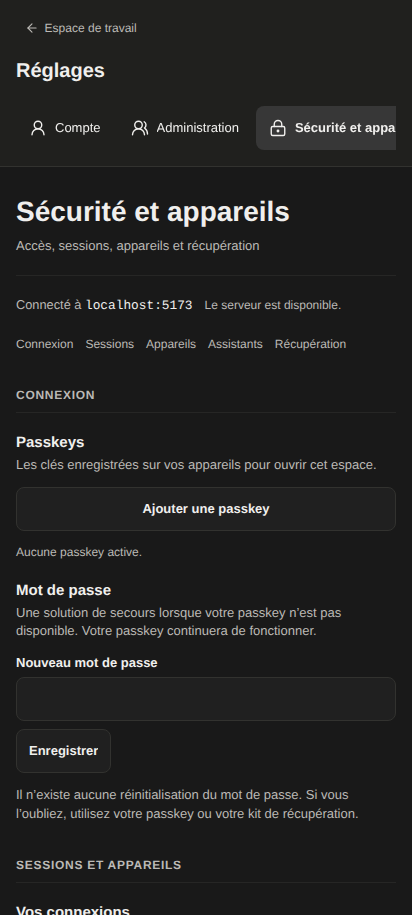 Espace de travail
Réglages
Compte
Administration
Sécurité et appa
Sécurité et appareils
Accès, sessions, appareils et récupération
Connecté à localhost:5173 Le serveur est disponible.
Connexion Sessions Appareils Assistants Récupération
CONNEXION
Passkeys
Les clés enregistrées sur vos appareils pour ouvrir cet espace.
Ajouter une passkey
Aucune passkey active.
Mot de passe
Une solution de secours lorsque votre passkey n’est pas
disponible. Votre passkey continuera de fonctionner.
Nouveau mot de passe
Enregistrer
Il n’existe aucune réinitialisation du mot de passe. Si vous
l’oubliez, utilisez votre passkey ou votre kit de récupération.
SESSIONS ET APPAREILS
Vos connexions